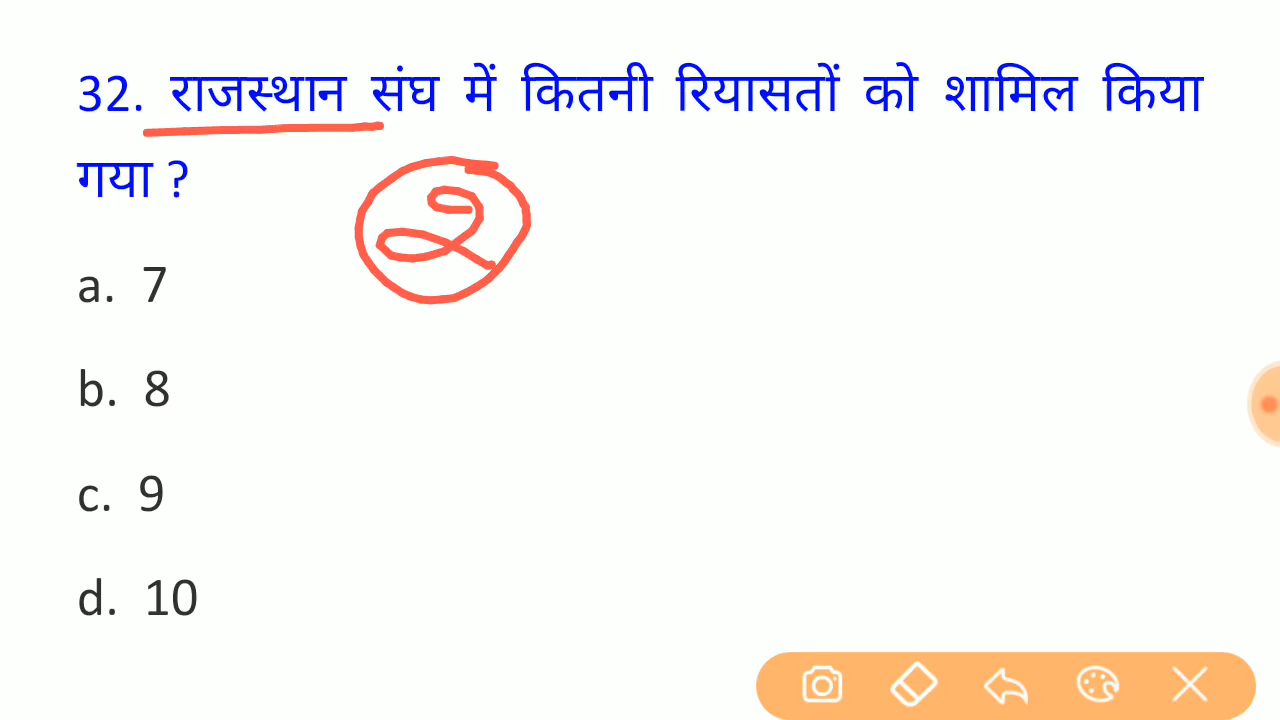 32. राजस्थान संघ में कितनी रियासतों को शामिल किया
गया ?
2
a. 7
b. 8
c. 9
d. 10